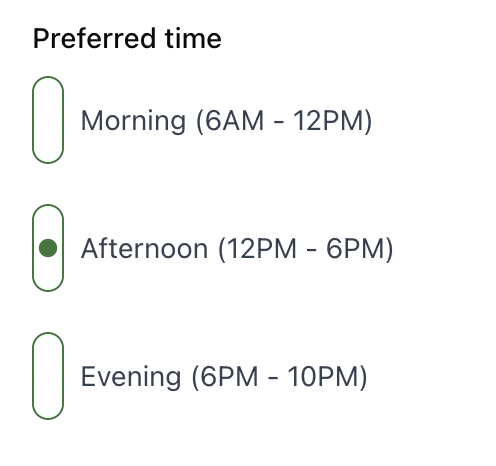 Preferred time
Morning (6AM - 12PM)
Afternoon (12PM - 6PM)
Evening (6PM - 10PM)